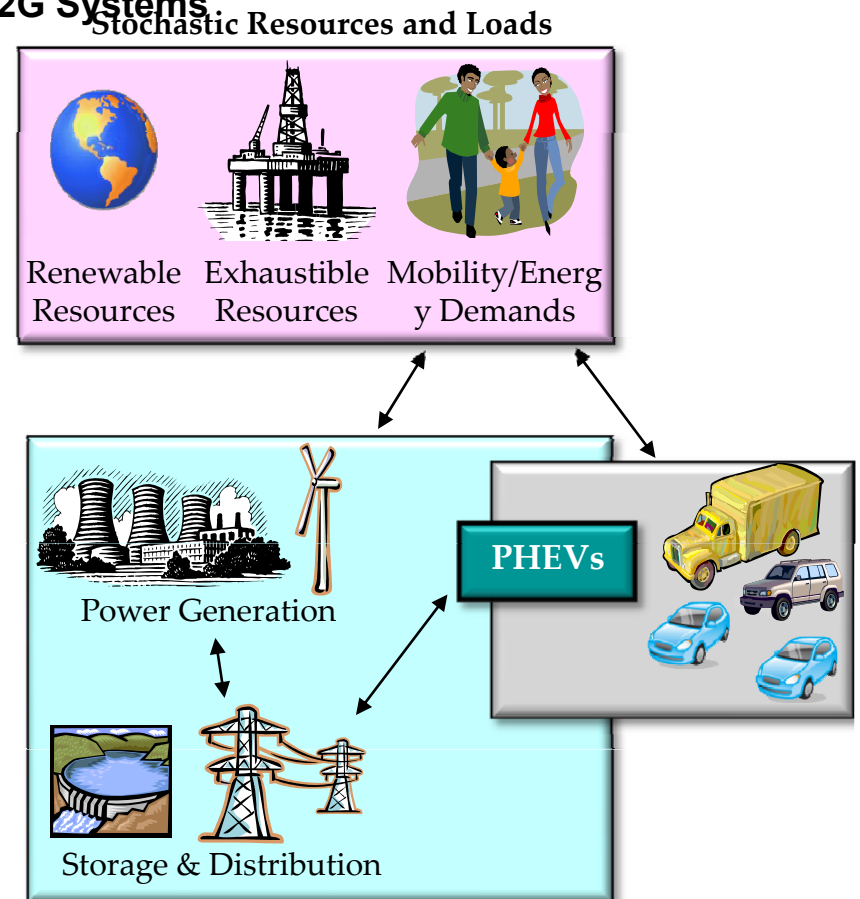 2G Systems
Stochastic Resources and Loads
Renewable Resources
Exhaustible Resources
Mobility/Energ
y Demands
PHEVs
Power Generation
Storage & Distribution